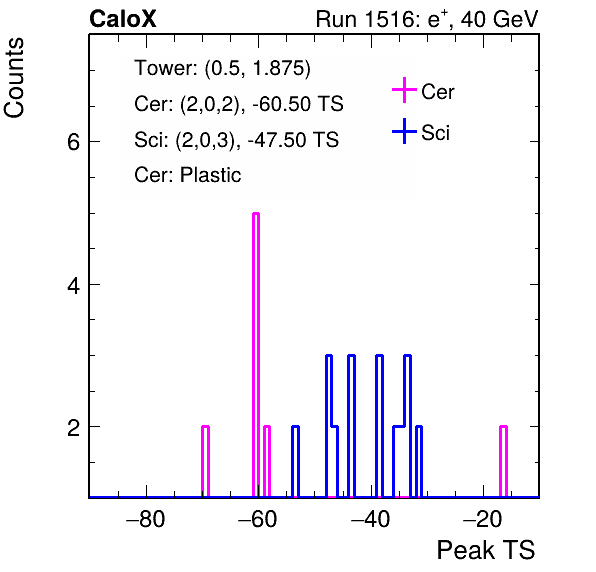 CaloX Run 1516: e⁺, 40 GeV
Counts
Tower: (0.5, 1.875)
Cer: (2,0,2), -60.50 TS
Sci: (2,0,3), -47.50 TS
Cer: Plastic
Cer
Sci
6
4
2
−80 −60 −40 −20
Peak TS